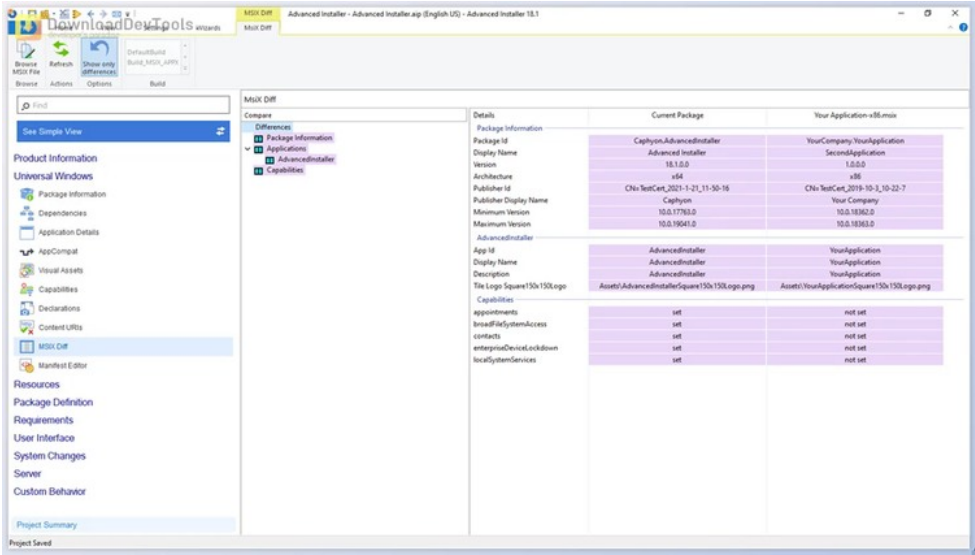 MSIX Diff Advanced Installer - Advanced Installer.aip (English US) - Advanced Installer 18.1
DownloadDevTools
Settings Wizards MsiX Diff
Browse MSIX File
Refresh
Show only differences
DefaultBuild
Build_MSIX_APPX
Browse Actions Options Build
Find
See Simple View
Product Information
Universal Windows
Package Information
Dependencies
Application Details
AppCompat
Visual Assets
Capabilities
Declarations
Content URIs
MSIX Diff
Manifest Editor
Resources
Package Definition
Requirements
User Interface
System Changes
Server
Custom Behavior
Project Summary
Project Saved
MsiX Diff
Compare
Differences
Package Information
Applications
AdvancedInstaller
Capabilities
Details Current Package Your Application-x86.msix
Package Information
Package Id Caphyon.AdvancedInstaller YourCompany.YourApplication
Display Name Advanced Installer SecondApplication
Version 18.1.0.0 1.0.0.0
Architecture x64 x86
Publisher Id CN=TestCert_2021-1-21_11-50-16 CN=TestCert_2019-10-3_10-22-7
Publisher Display Name Caphyon Your Company
Minimum Version 10.0.17763.0 10.0.18362.0
Maximum Version 10.0.19041.0 10.0.18363.0
AdvancedInstaller
App Id AdvancedInstaller YourApplication
Display Name AdvancedInstaller YourApplication
Description AdvancedInstaller YourApplication
Tile Logo Square150x150Logo Assets\AdvancedInstallerSquare150x150Logo.png Assets\YourApplicationSquare150x150Logo.png
Capabilities
appointments set not set
broadFileSystemAccess set not set
contacts set not set
enterpriseDeviceLockdown set not set
localSystemServices set not set